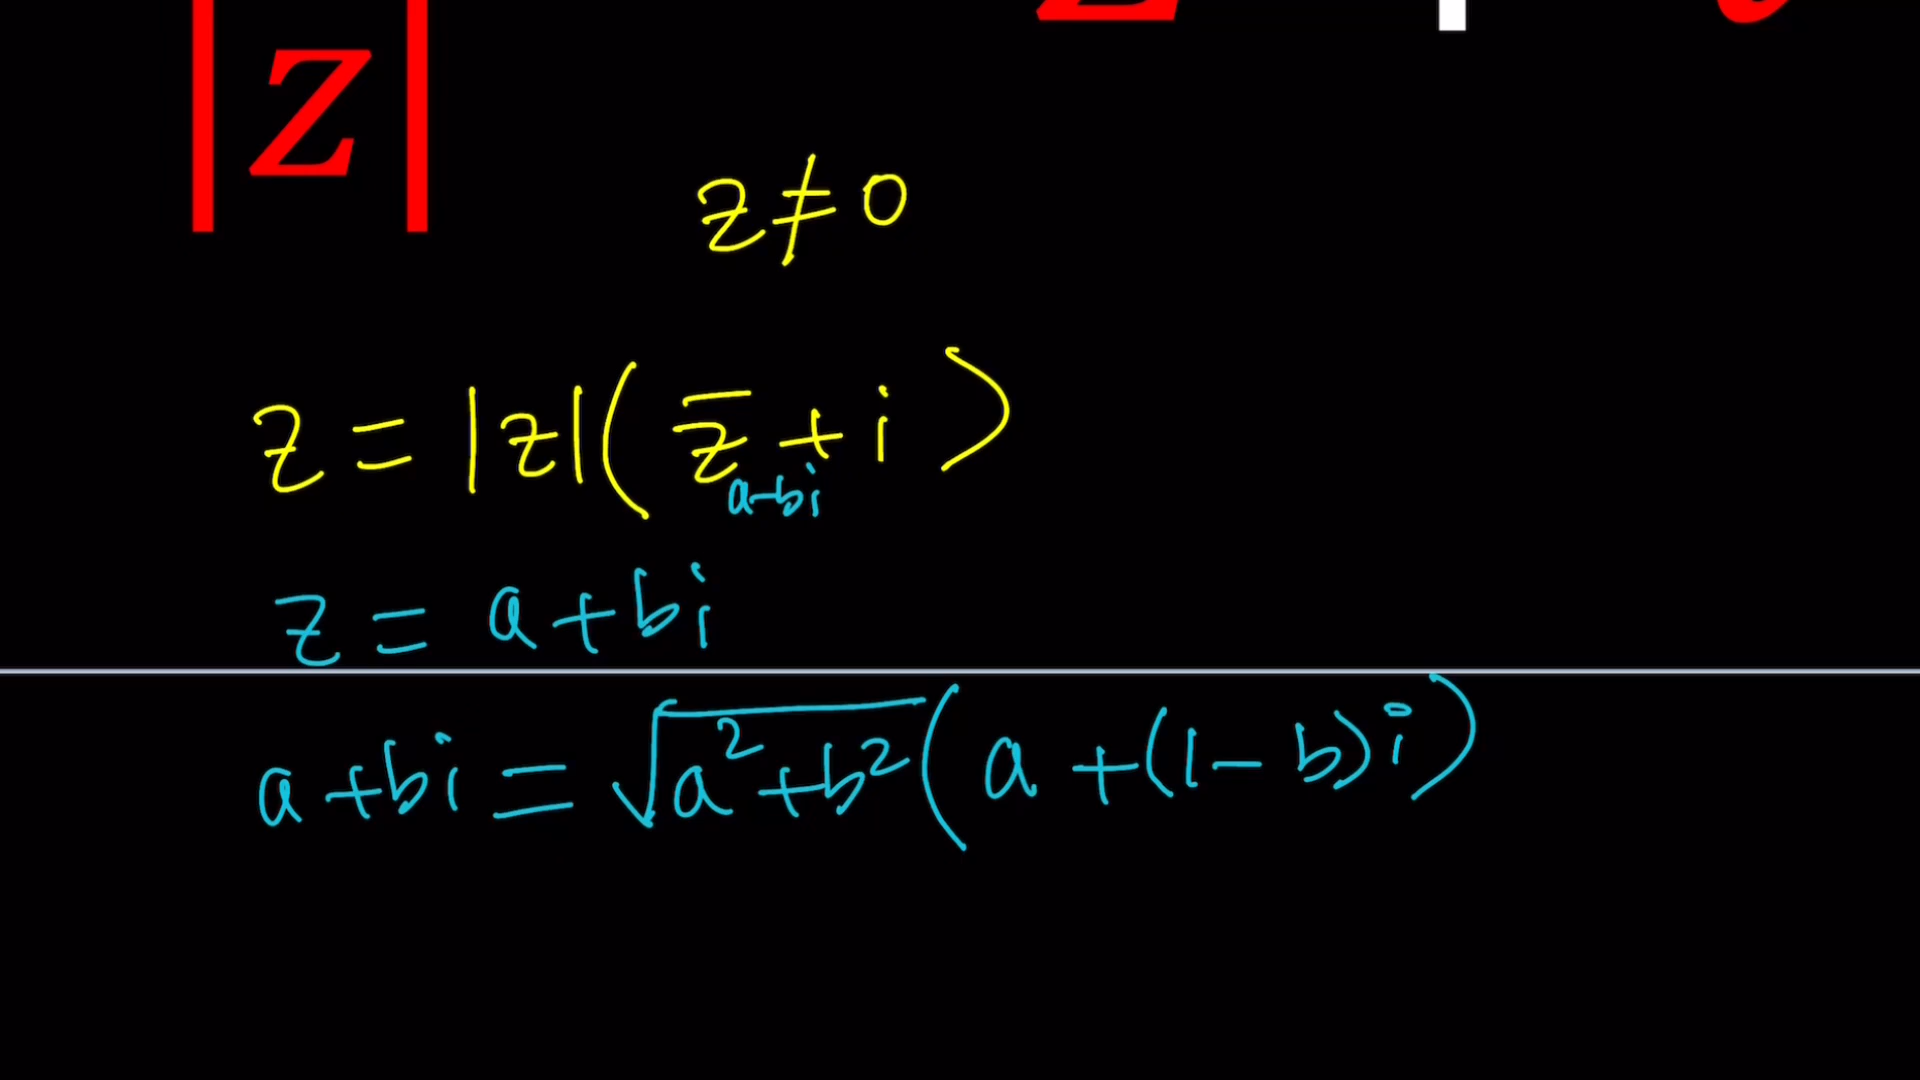 |z|
z ≠ 0
z = |z|( z̅ + i )
a-bi
z = a + bi
a + bi = √(a² + b²) (a + (1 - b) i)